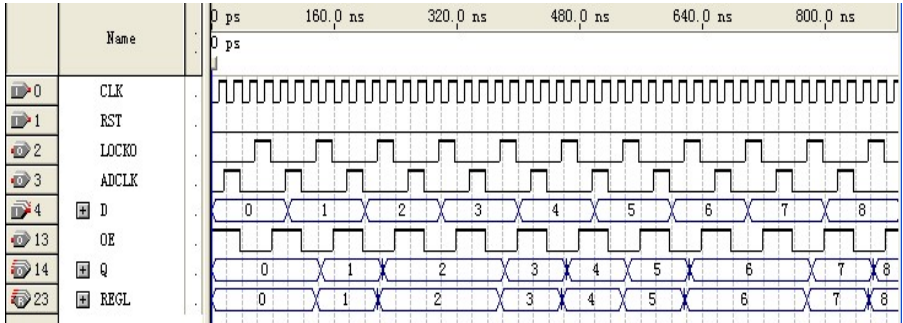 0 ps 160.0 ns 320.0 ns 480.0 ns 640.0 ns 800.0 ns
Name
0 ps
0 CLK
1 RST
2 LOCK0
3 ADCLK
4 D 0 1 2 3 4 5 6 7 8
13 OE
14 Q 0 1 2 3 4 5 6 7 8
23 REGL 0 1 2 3 4 5 6 7 8